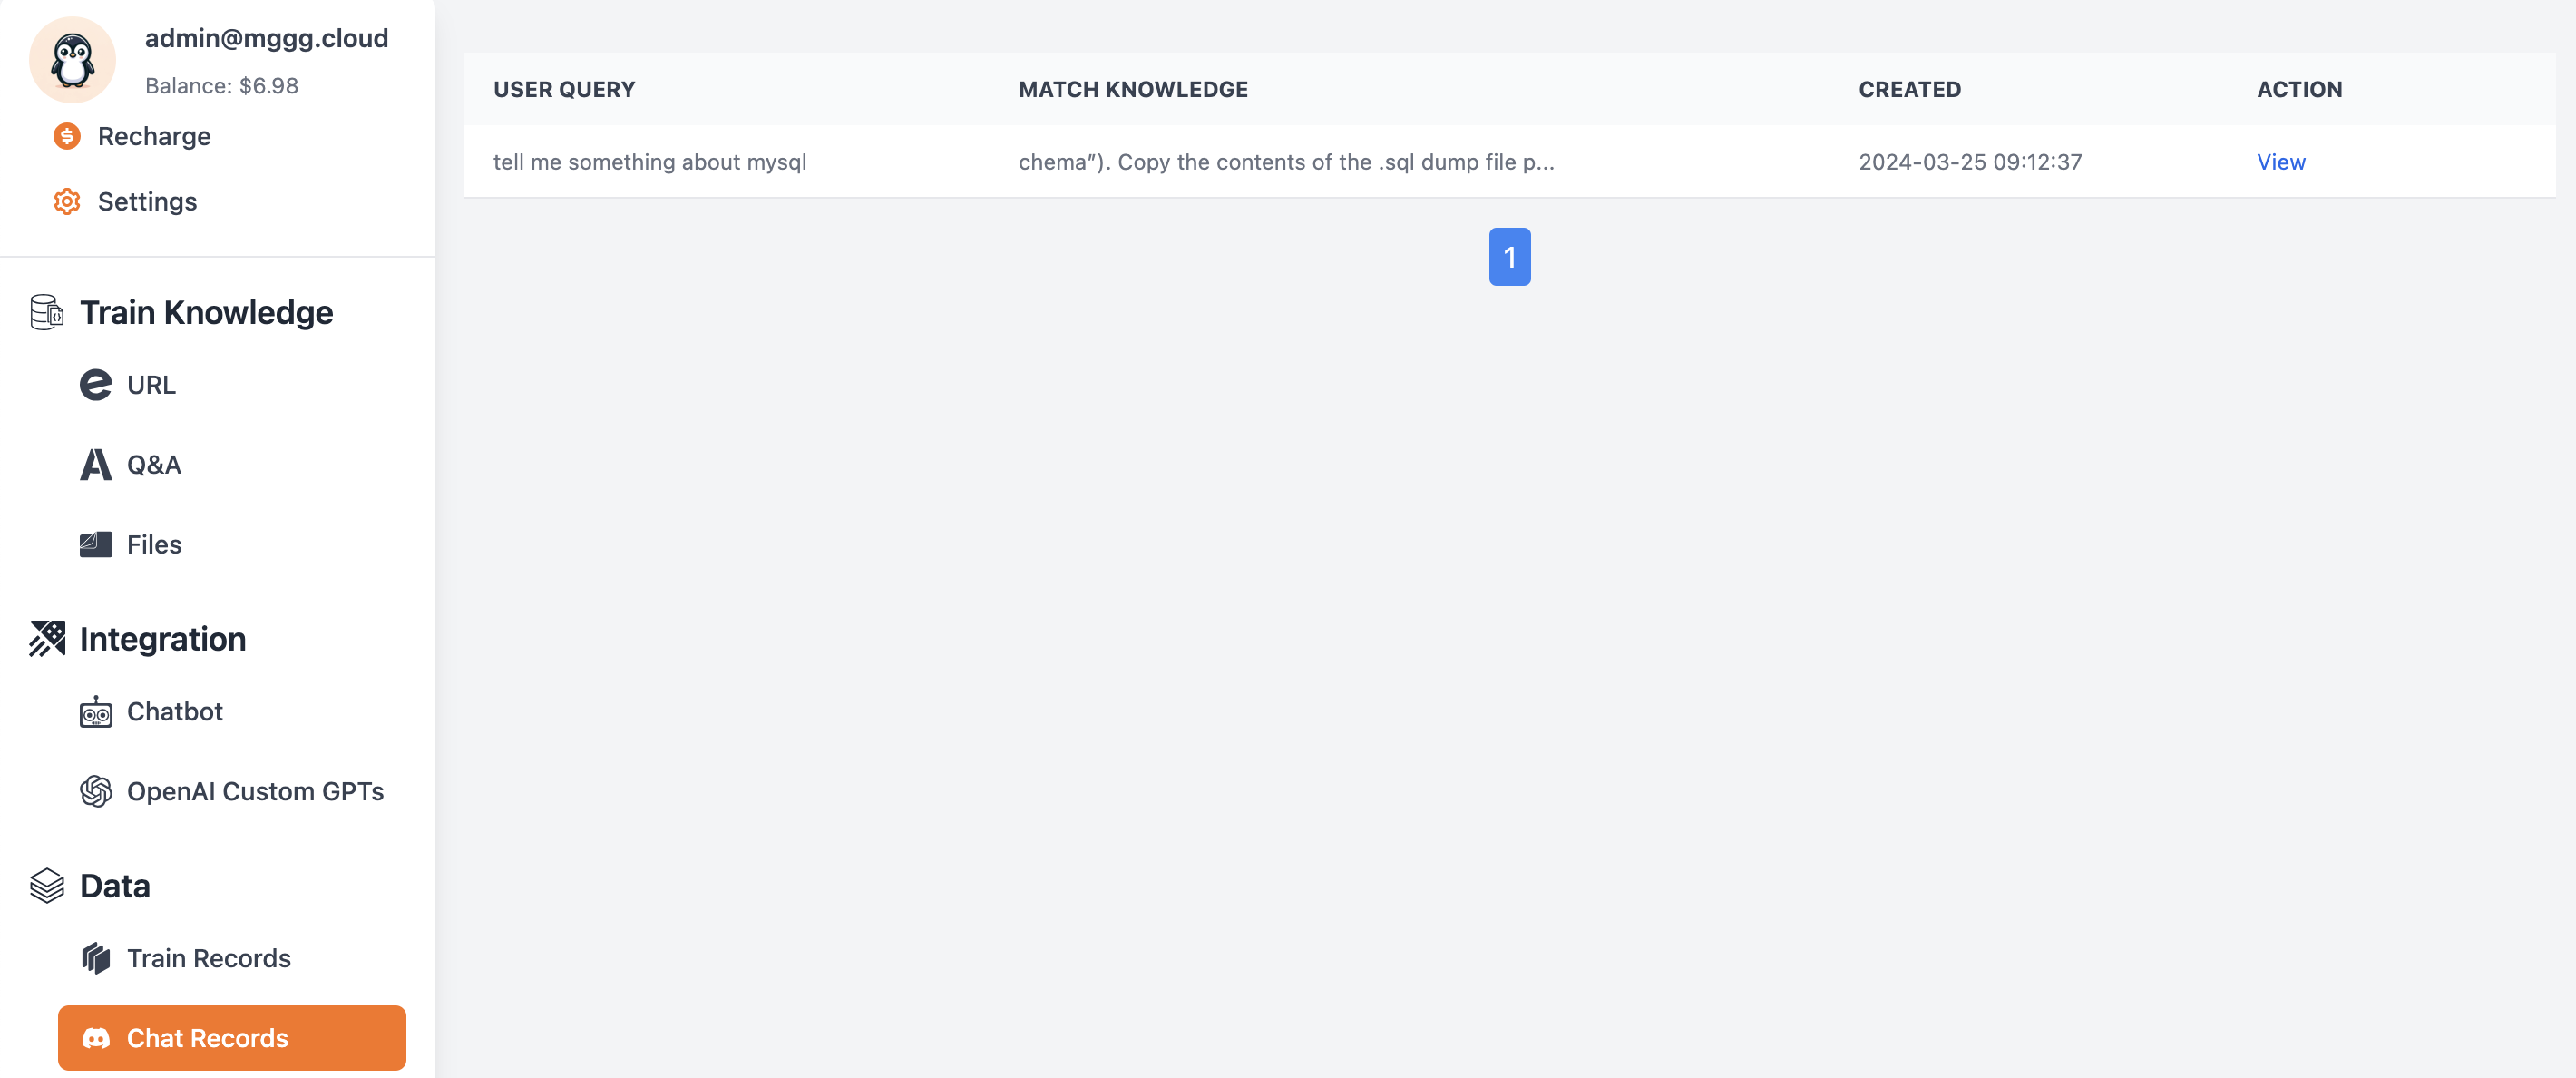 admin@mggg.cloud
Balance: $6.98
Recharge
Settings
Train Knowledge
URL
Q&A
Files
Integration
Chatbot
OpenAI Custom GPTs
Data
Train Records
Chat Records
USER QUERY MATCH KNOWLEDGE CREATED ACTION
tell me something about mysql chema”). Copy the contents of the .sql dump file p... 2024-03-25 09:12:37 View
1